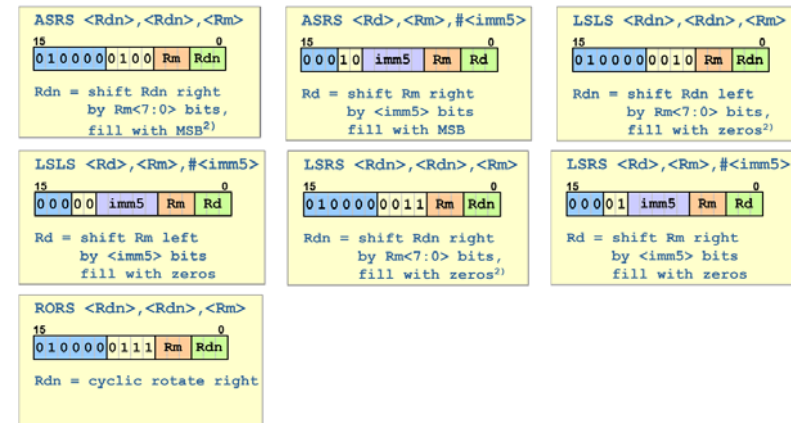 ASRS <Rdn>,<Rdn>,<Rm>
15 0
0 1 0 0 0 0 0 1 0 0 Rm Rdn
Rdn = shift Rdn right
by Rm<7:0> bits,
fill with MSB²⁾
ASRS <Rd>,<Rm>,#<imm5>
15 0
0 0 0 1 0 imm5 Rm Rd
Rd = shift Rm right
by <imm5> bits
fill with MSB
LSLS <Rdn>,<Rdn>,<Rm>
15 0
0 1 0 0 0 0 0 0 1 0 Rm Rdn
Rdn = shift Rdn left
by Rm<7:0> bits,
fill with zeros²⁾
LSLS <Rd>,<Rm>,#<imm5>
15 0
0 0 0 0 0 imm5 Rm Rd
Rd = shift Rm left
by <imm5> bits
fill with zeros
LSRS <Rdn>,<Rdn>,<Rm>
15 0
0 1 0 0 0 0 0 0 1 1 Rm Rdn
Rdn = shift Rdn right
by Rm<7:0> bits,
fill with zeros²⁾
LSRS <Rd>,<Rm>,#<imm5>
15 0
0 0 0 0 1 imm5 Rm Rd
Rd = shift Rm right
by <imm5> bits
fill with zeros
RORS <Rdn>,<Rdn>,<Rm>
15 0
0 1 0 0 0 0 0 1 1 1 Rm Rdn
Rdn = cyclic rotate right